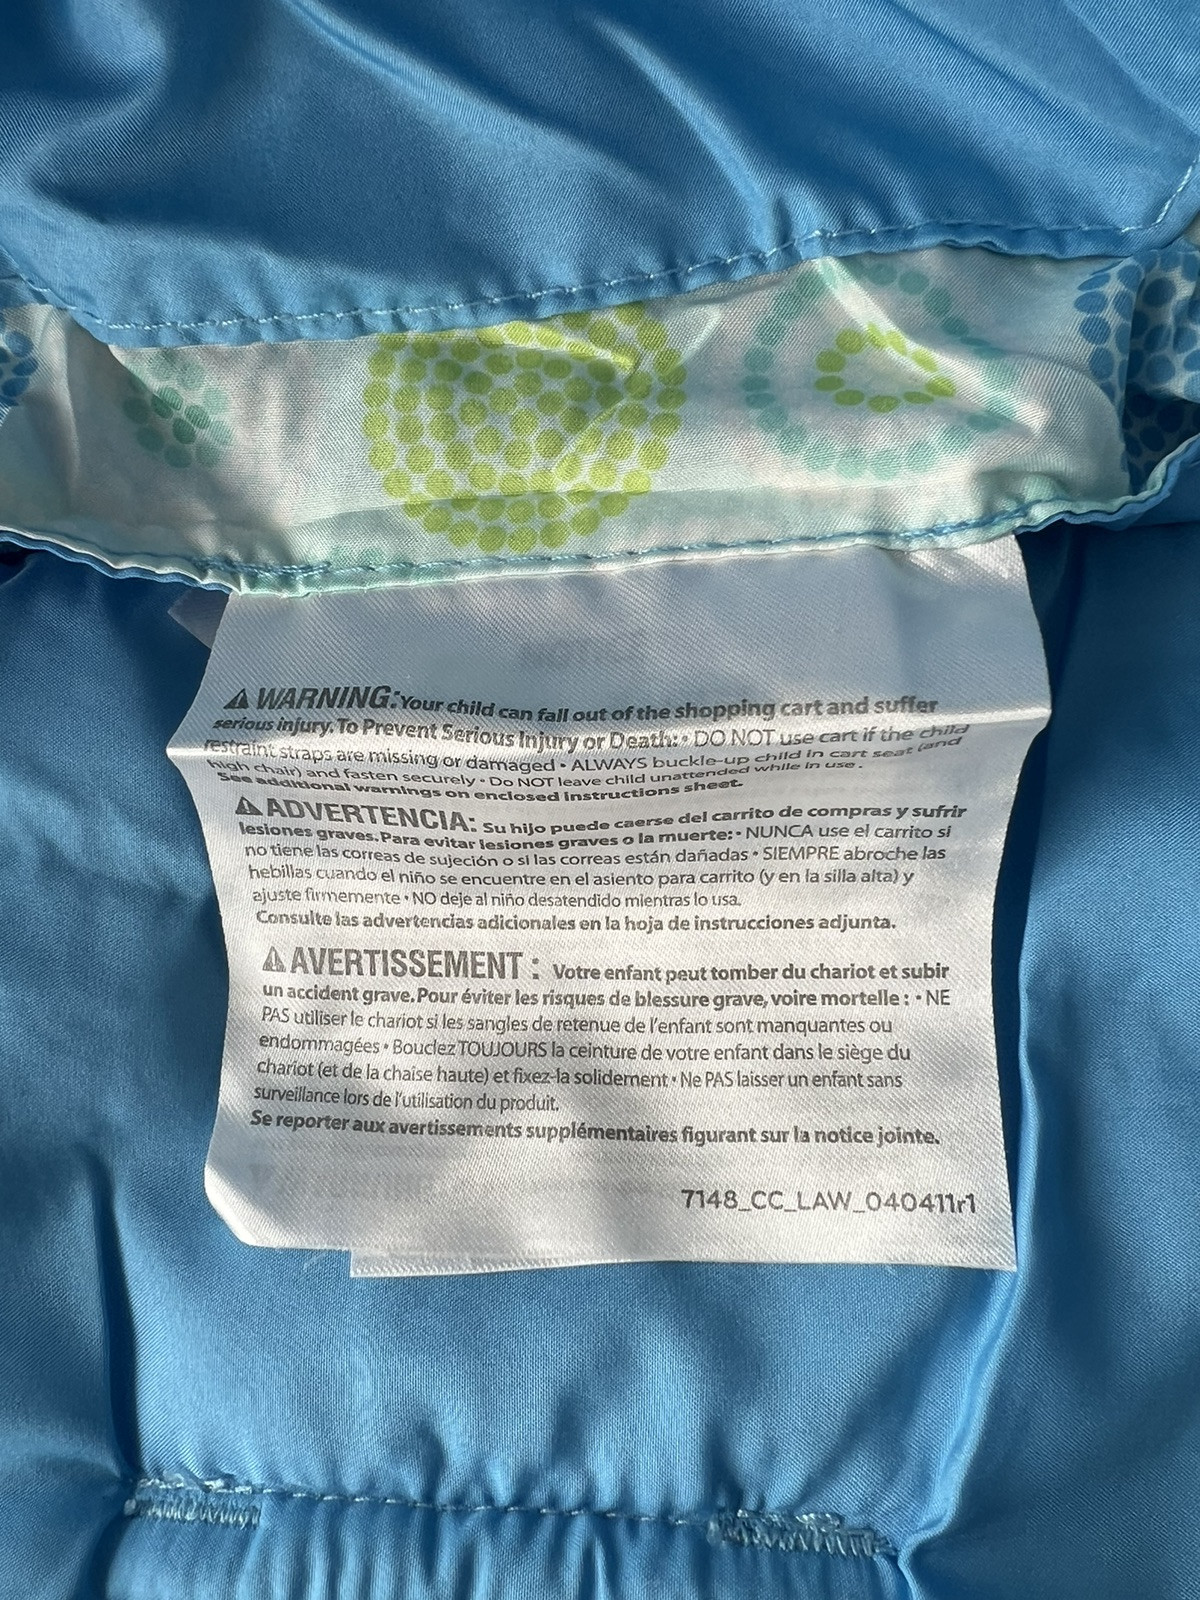 ⚠ WARNING: Your child can fall out of the shopping cart and suffer
serious injury. To Prevent Serious Injury or Death: • DO NOT use cart if the child
restraint straps are missing or damaged • ALWAYS buckle-up child in cart seat (and
high chair) and fasten securely • Do NOT leave child unattended while in use.
See additional warnings on enclosed instructions sheet.
⚠ ADVERTENCIA: Su hijo puede caerse del carrito de compras y sufrir
lesiones graves. Para evitar lesiones graves o la muerte: • NUNCA use el carrito si
no tiene las correas de sujeción o si las correas están dañadas • SIEMPRE abroche las
hebillas cuando el niño se encuentre en el asiento para carrito (y en la silla alta) y
ajuste firmemente • NO deje al niño desatendido mientras lo usa.
Consulte las advertencias adicionales en la hoja de instrucciones adjunta.
⚠ AVERTISSEMENT : Votre enfant peut tomber du chariot et subir
un accident grave. Pour éviter les risques de blessure grave, voire mortelle : • NE
PAS utiliser le chariot si les sangles de retenue de l'enfant sont manquantes ou
endommagées • Bouclez TOUJOURS la ceinture de votre enfant dans le siège du
chariot (et de la chaise haute) et fixez-la solidement • Ne PAS laisser un enfant sans
surveillance lors de l'utilisation du produit.
Se reporter aux avertissements supplémentaires figurant sur la notice jointe.
7148_CC_LAW_040411r1